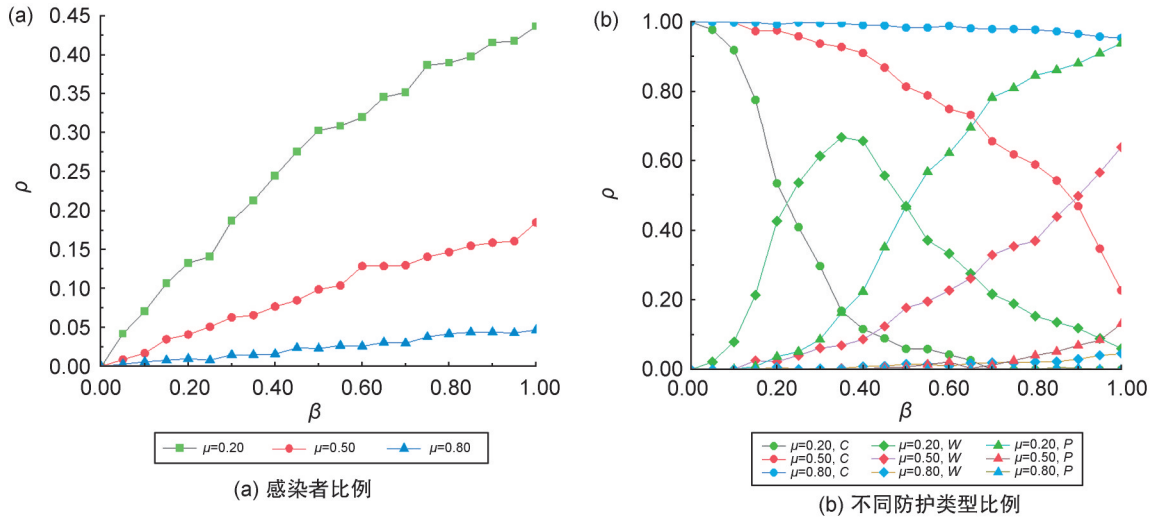 (a)
0.45
0.40
0.35
0.30
0.25
0.20
0.15
0.10
0.05
0.00
ρ
0.00 0.20 0.40 0.60 0.80 1.00
β
μ=0.20 μ=0.50 μ=0.80
(a) 感染者比例
(b)
1.00
0.80
0.60
0.40
0.20
0.00
ρ
0.00 0.20 0.40 0.60 0.80 1.00
β
μ=0.20, C μ=0.20, W μ=0.20, P
μ=0.50, C μ=0.50, W μ=0.50, P
μ=0.80, C μ=0.80, W μ=0.80, P
(b) 不同防护类型比例